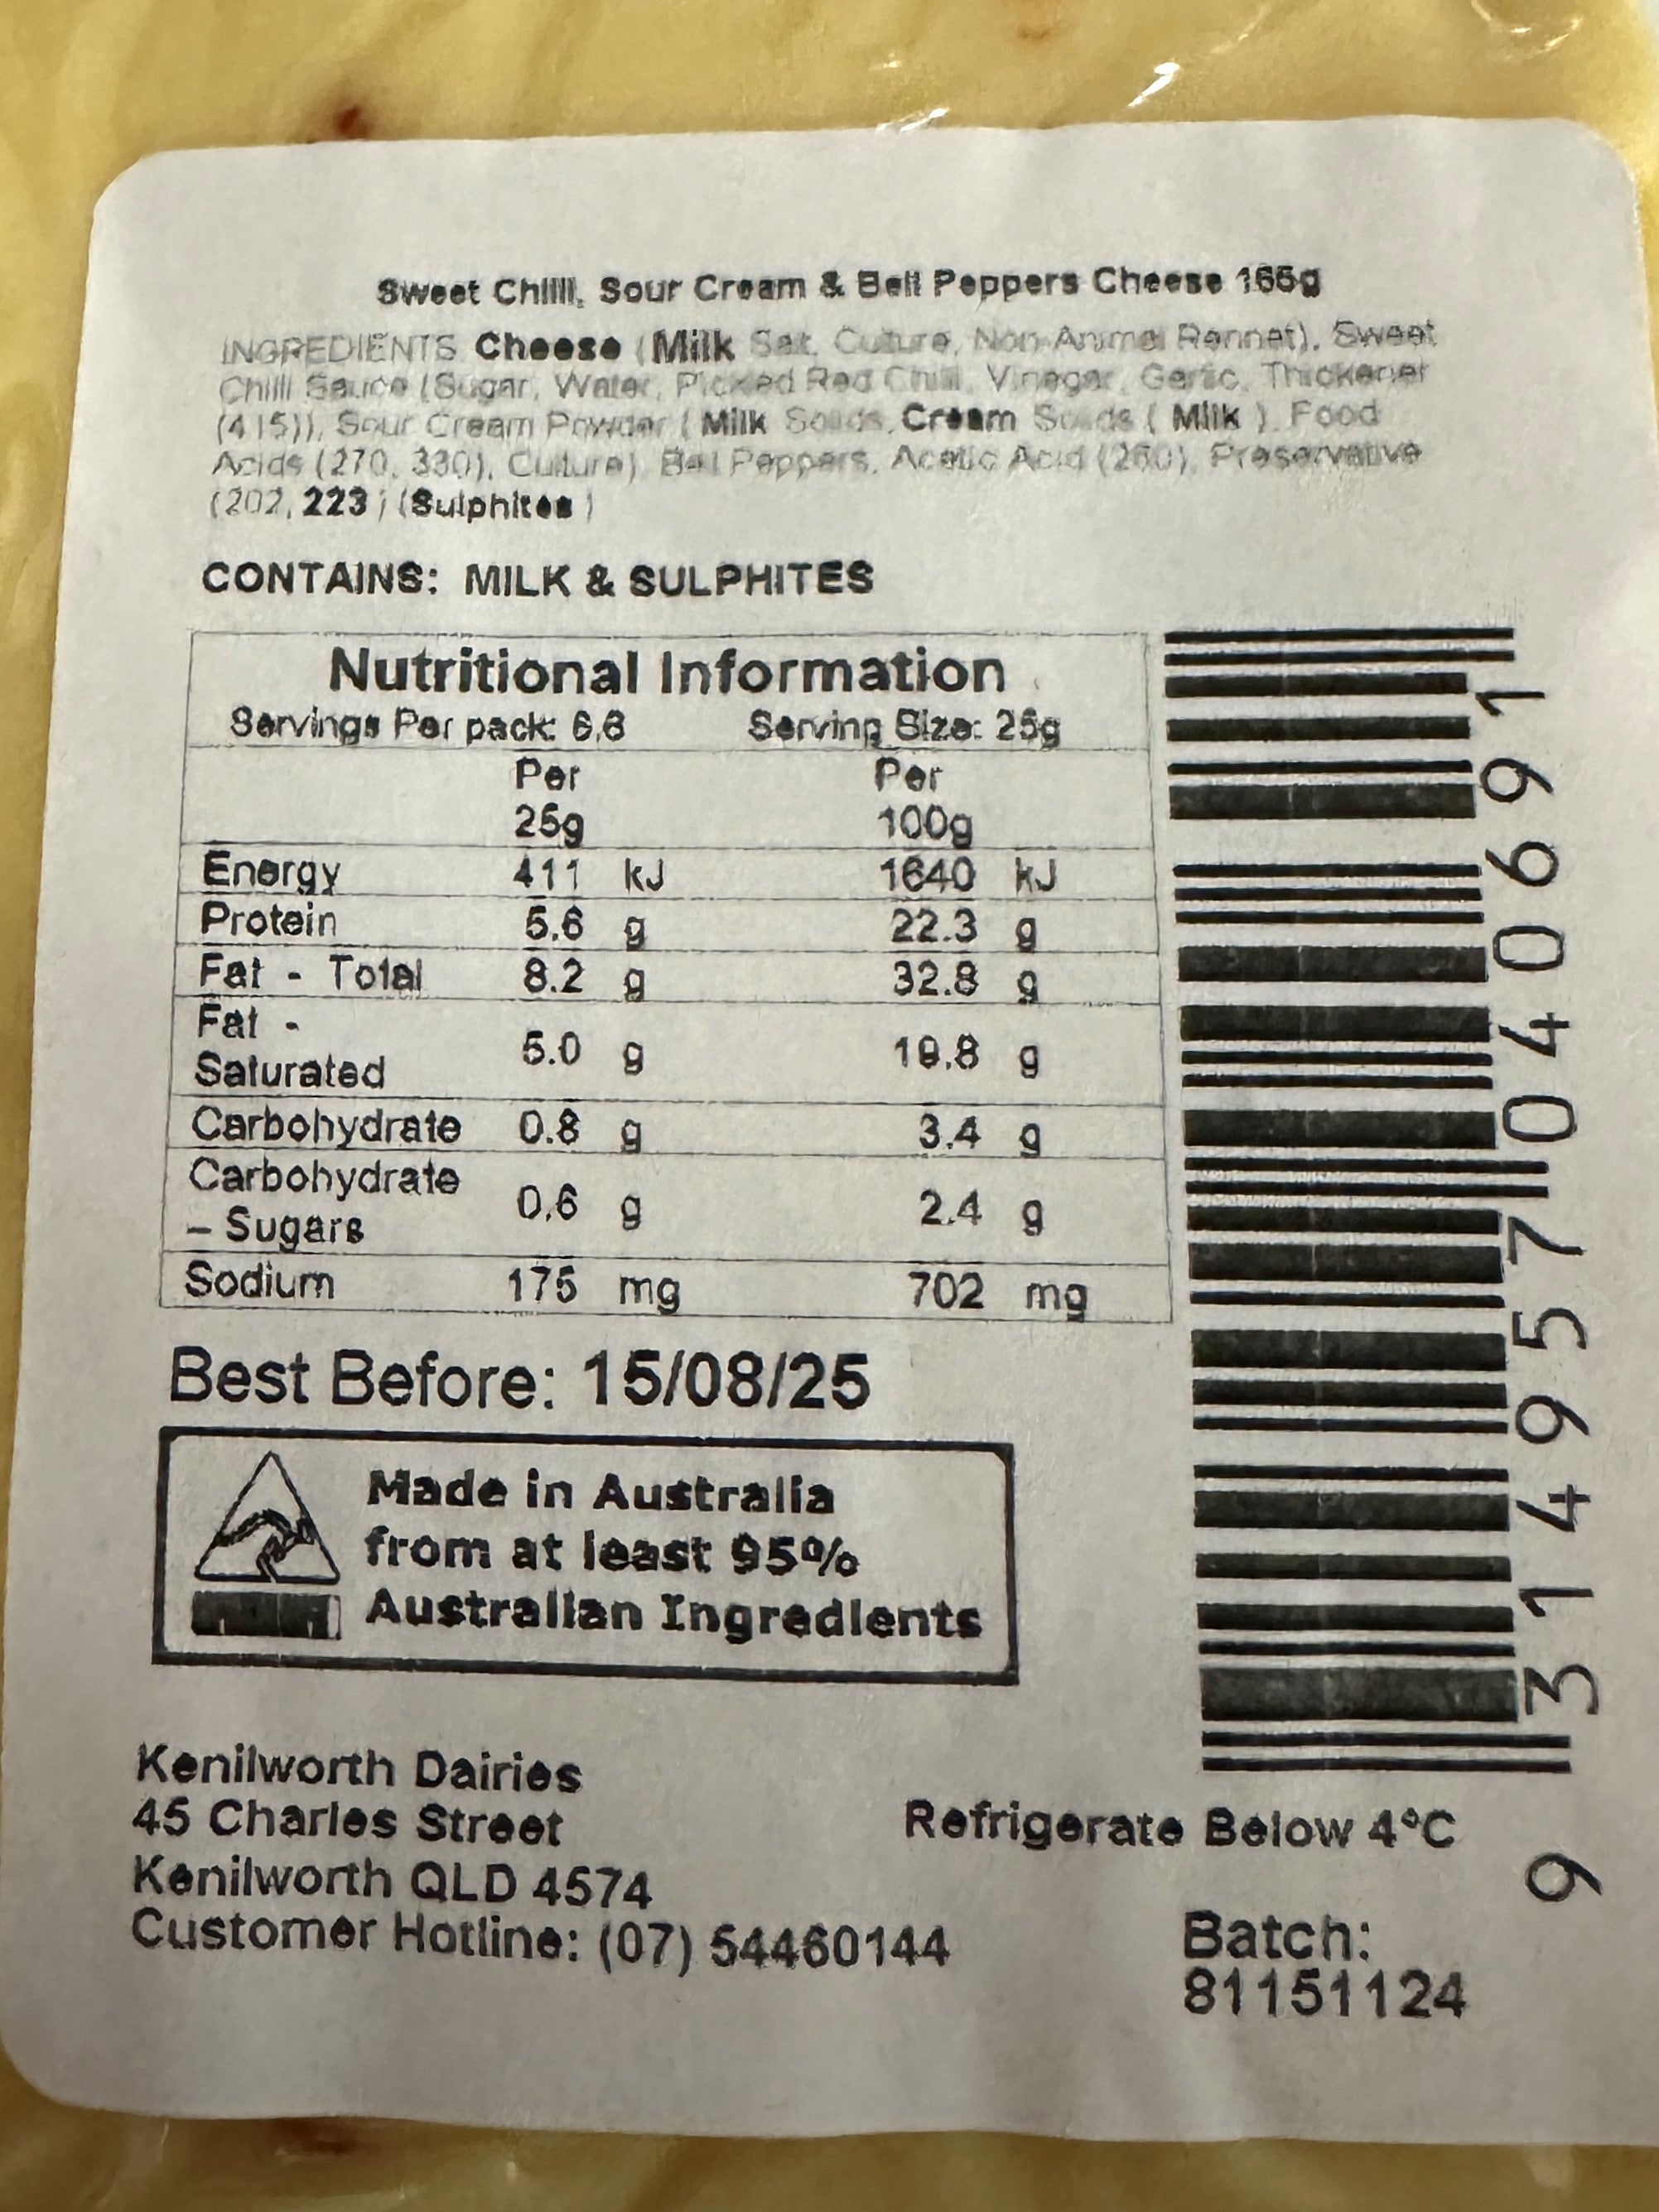 Sweet Chilli, Sour Cream & Bell Peppers Cheese 165g
INGREDIENTS Cheese (Milk Salt, Culture, Non-Animal Rennet), Sweet
Chilli Sauce (Sugar, Water, Pickled Red Chilli, Vinegar, Garlic, Thickener
(415)), Sour Cream Powder ( Milk Solids, Cream Solids ( Milk ), Food
Acids (270, 330), Culture), Bell Peppers, Acetic Acid (260), Preservative
(202, 223 ) (Sulphites )
CONTAINS: MILK & SULPHITES
Nutritional Information
Servings Per pack: 6.6 Serving Size: 25g
Per Per
25g 100g
Energy 411 kJ 1640 kJ
Protein 5.6 g 22.3 g
Fat - Total 8.2 g 32.8 g
Fat -
Saturated 5.0 g 19.8 g
Carbohydrate 0.8 g 3.4 g
Carbohydrate
– Sugars 0.6 g 2.4 g
Sodium 175 mg 702 mg
Best Before: 15/08/25
Made in Australia
from at least 95%
Australian Ingredients
Kenilworth Dairies
45 Charles Street
Kenilworth QLD 4574
Customer Hotline: (07) 54460144
Refrigerate Below 4°C
Batch:
81151124
9 314957 040691